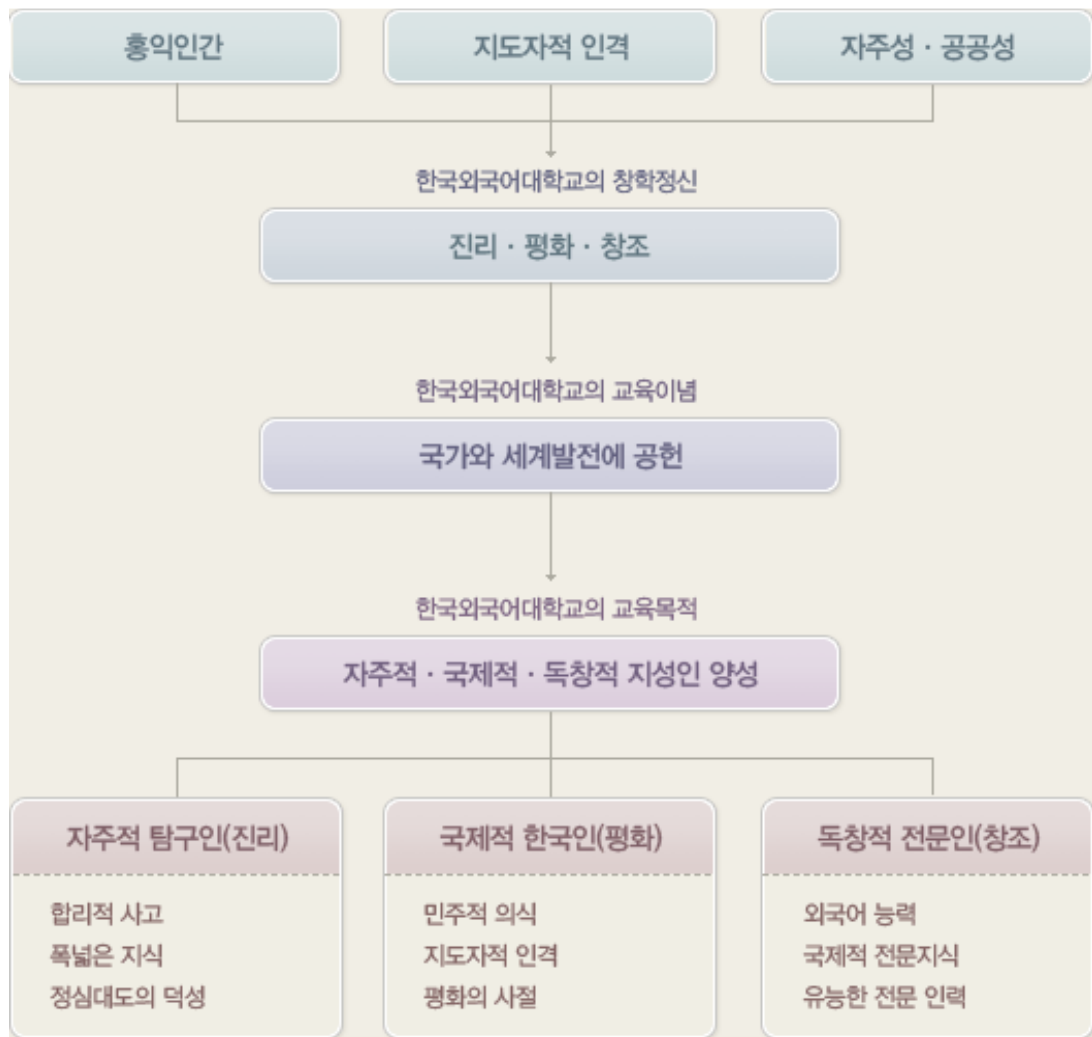 홍익인간
지도자적 인격
자주성 · 공공성
한국외국어대학교의 창학정신
진리 · 평화 · 창조
한국외국어대학교의 교육이념
국가와 세계발전에 공헌
한국외국어대학교의 교육목적
자주적 · 국제적 · 독창적 지성인 양성
자주적 탐구인(진리)
합리적 사고
폭넓은 지식
정심대도의 덕성
국제적 한국인(평화)
민주적 의식
지도자적 인격
평화의 사절
독창적 전문인(창조)
외국어 능력
국제적 전문지식
유능한 전문 인력